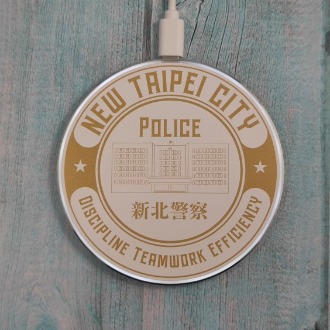 NEW TAIPEI CITY
POLICE
新北警察
DISCIPLINE TEAMWORK EFFICIENCY